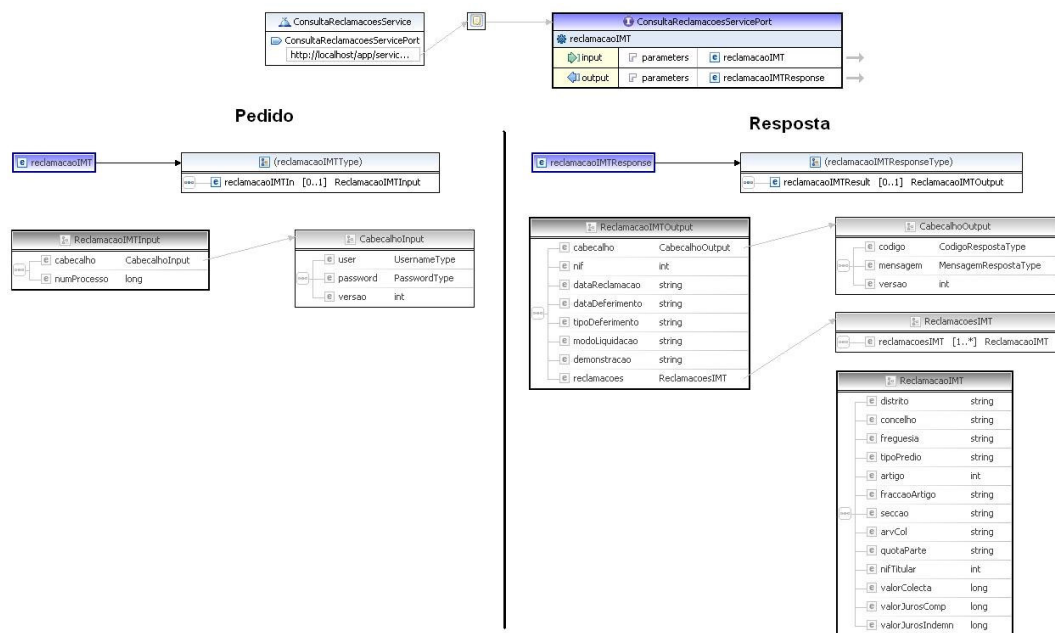 ConsultaReclamacoesService
ConsultaReclamacoesServicePort
http://localhost/app/servic...
ConsultaReclamacoesServicePort
reclamacaoIMT
input parameters reclamacaoIMT
output parameters reclamacaoIMTResponse
Pedido
reclamacaoIMT
(reclamacaoIMTType)
reclamacaoIMTIn [0..1] ReclamacaoIMTInput
ReclamacaoIMTInput
cabecalho CabecalhoInput
numProcesso long
CabecalhoInput
user UsernameType
password PasswordType
versao int
Resposta
reclamacaoIMTResponse
(reclamacaoIMTResponseType)
reclamacaoIMTResult [0..1] ReclamacaoIMTOutput
ReclamacaoIMTOutput
cabecalho CabecalhoOutput
nif int
dataReclamacao string
dataDeferimento string
tipoDeferimento string
modoLiquidacao string
demonstracao string
reclamacoes ReclamacoesIMT
CabecalhoOutput
codigo CodigoRespostaType
mensagem MensagemRespostaType
versao int
ReclamacoesIMT
reclamacoesIMT [1..*] ReclamacaoIMT
ReclamacaoIMT
distrito string
concelho string
freguesia string
tipoPredio string
artigo int
fraccaoArtigo string
seccao string
arvCol string
quotaParte string
nifTitular int
valorColecta long
valorJurosComp long
valorJurosIndemn long